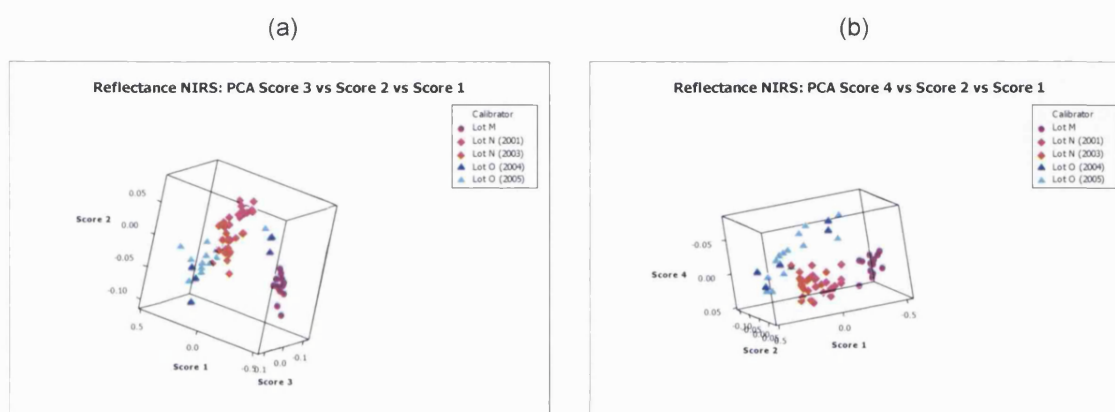 (a)
Reflectance NIRS: PCA Score 3 vs Score 2 vs Score 1
Calibrator
Lot M
Lot N (2001)
Lot N (2003)
Lot O (2004)
Lot O (2005)
0.05
Score 2
0.00
-0.05
-0.10
0.5
0.0
Score 1
0.0
-0.1
Score 3
(b)
Reflectance NIRS: PCA Score 4 vs Score 2 vs Score 1
Calibrator
Lot M
Lot N (2001)
Lot N (2003)
Lot O (2004)
Lot O (2005)
-0.05
Score 4
0.00
0.05
Score 2
0.0
-0.5
Score 1